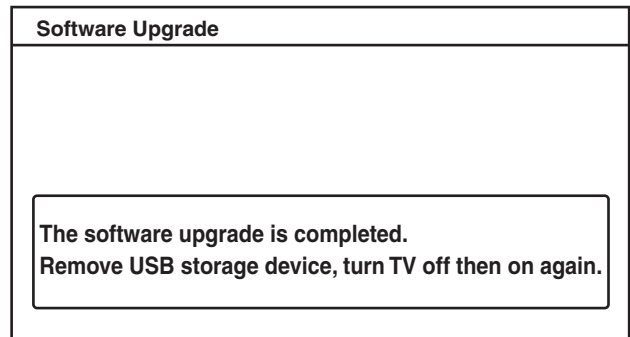 Software Upgrade
The software upgrade is completed.
Remove USB storage device, turn TV off then on again.